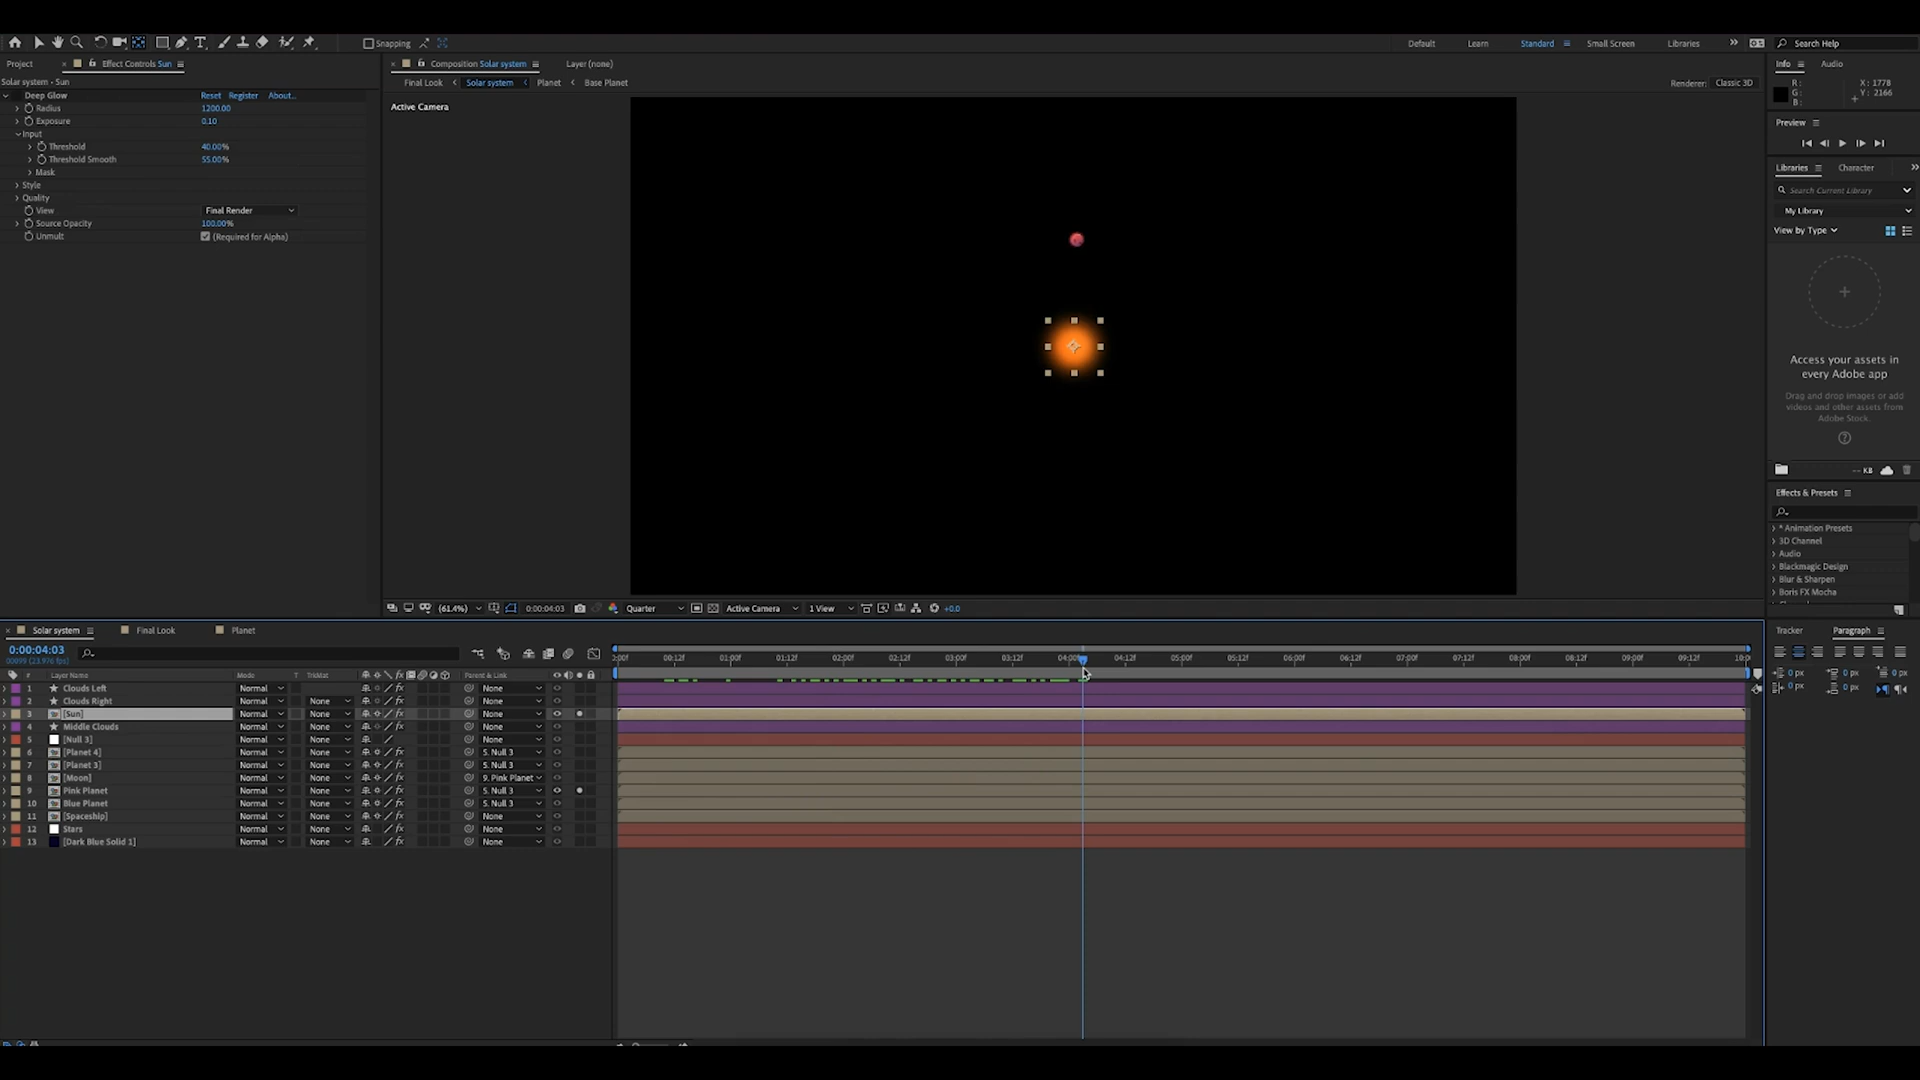 Snapping
Default
Learn
Standard
Small Screen
Libraries
Search Help
Project
Effect Controls Sun
Solar system · Sun
Deep Glow
Reset
Register
About...
Radius
1200.00
Exposure
0.10
Input
Threshold
40.00%
Threshold Smooth
55.00%
Mask
Style
Quality
View
Final Render
Source Opacity
100.00%
Unmult
(Required for Alpha)
Composition Solar system
Layer (none)
Final Look
Solar system
Planet
Base Planet
Renderer:
Classic 3D
Active Camera
(61.4%)
0:00:04:03
Quarter
Active Camera
1 View
+0.0
Info
Audio
R:
G:
B:
X: 1778
Y: 2166
Preview
Libraries
Character
Search Current Library
My Library
View by Type
Access your assets in
every Adobe app
Drag and drop images or add
videos and other assets from
Adobe Stock.
-- KB
Effects & Presets
* Animation Presets
3D Channel
Audio
Blackmagic Design
Blur & Sharpen
Boris FX Mocha
Tracker
Paragraph
0 px
0 px
0 px
0 px
0 px
Solar system
Final Look
Planet
0:00:04:03
00099 (23.976 fps)
# Layer Name Mode T TrkMat Parent & Link
:00f 00:12f 01:00f 01:12f 02:00f 02:12f 03:00f 03:12f 04:00f 04:12f 05:00f 05:12f 06:00f 06:12f 07:00f 07:12f 08:00f 08:12f 09:00f 09:12f 10:0
1 Clouds Left Normal None
2 Clouds Right Normal None None
3 [Sun] Normal None None
4 Middle Clouds Normal None None
5 [Null 3] Normal None None
6 [Planet 4] Normal None 5. Null 3
7 [Planet 3] Normal None 5. Null 3
8 [Moon] Normal None 9. Pink Planet
9 Pink Planet Normal None 5. Null 3
10 Blue Planet Normal None 5. Null 3
11 [Spaceship] Normal None None
12 Stars Normal None None
13 [Dark Blue Solid 1] Normal None None